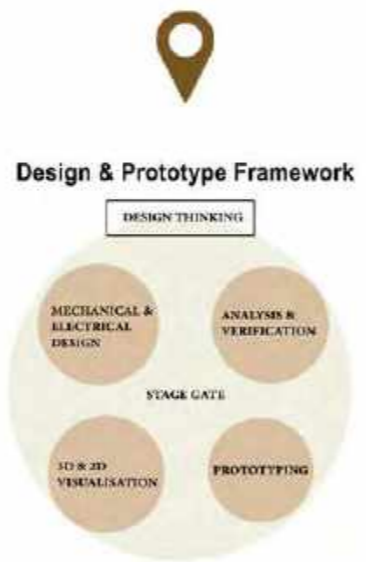 Design & Prototype Framework
DESIGN THINKING
MECHANICAL &
ELECTRICAL
DESIGN
ANALYSIS &
VERIFICATION
STAGE GATE
3D & 2D
VISUALISATION
PROTOTYPING